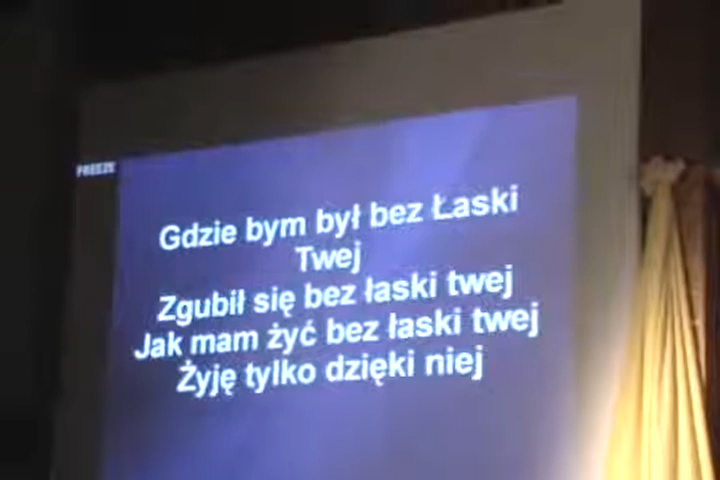 FREEZE
Gdzie bym był bez Łaski
Twej
Zgubił się bez łaski twej
Jak mam żyć bez łaski twej
Żyję tylko dzięki niej